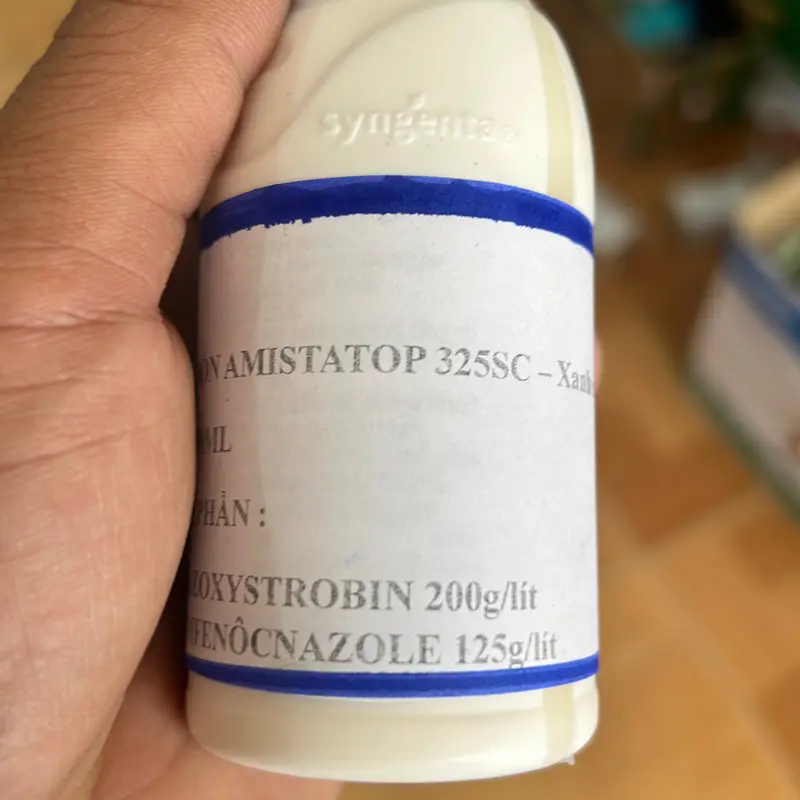 syngenta
ON AMISTATOP 325SC – Xanh
ML
PHẦN :
ZOXYSTROBIN 200g/lít
IFENÔCNAZOLE 125g/lít